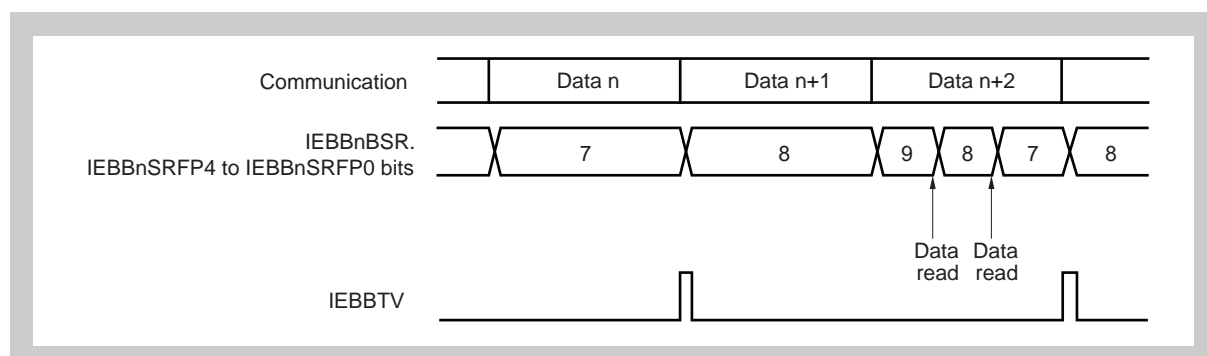 Communication
Data n
Data n+1
Data n+2
IEBBnBSR.
IEBBnSRFP4 to IEBBnSRFP0 bits
7
8
9
8
7
8
Data read
Data read
IEBBTV